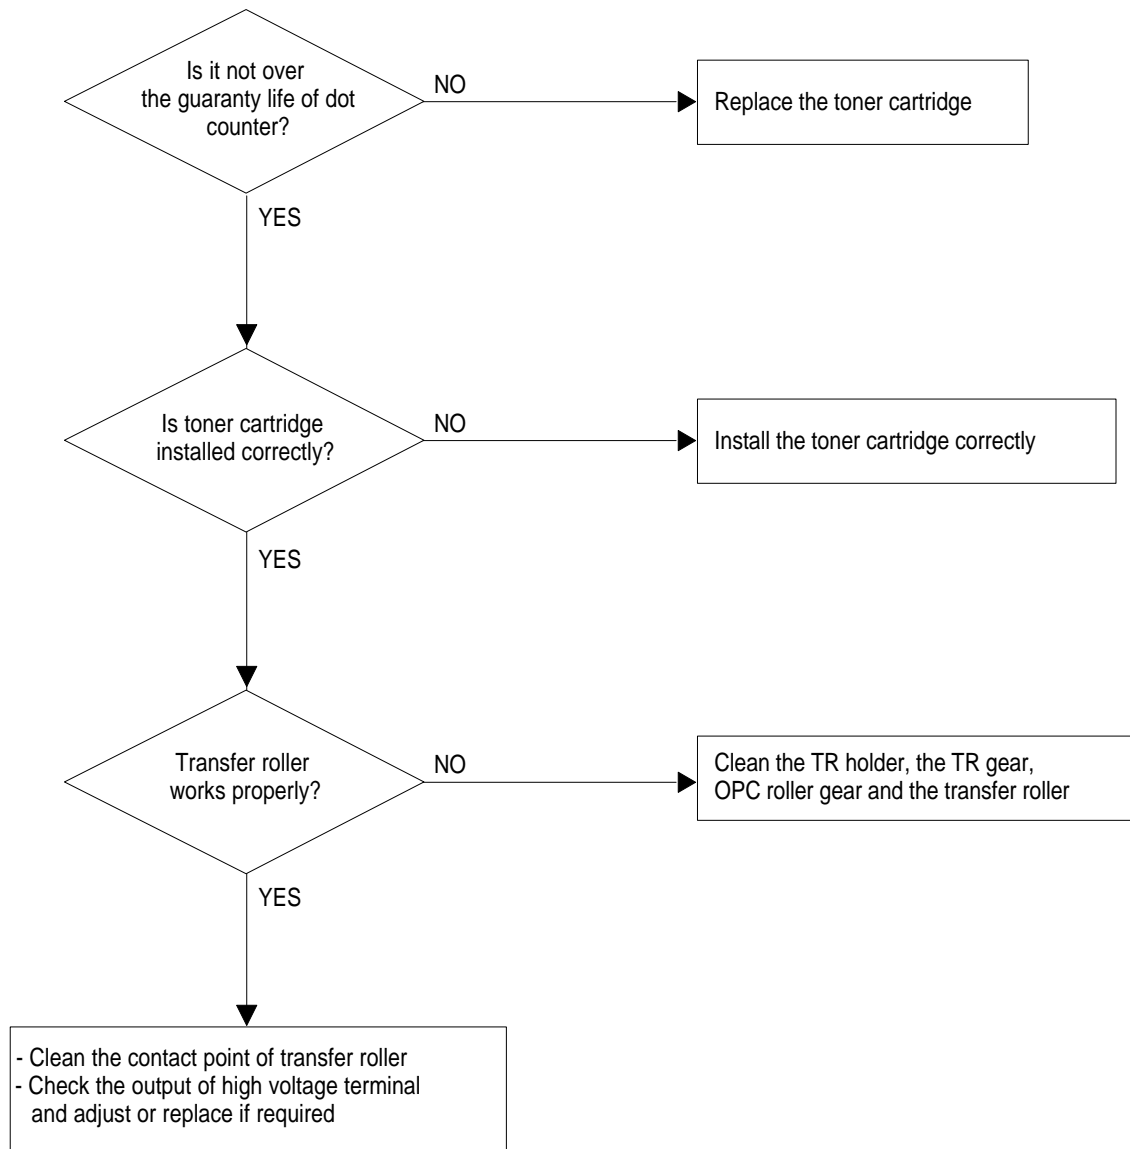 Is it not over
the guaranty life of dot
counter?
NO
Replace the toner cartridge
YES
Is toner cartridge
installed correctly?
NO
Install the toner cartridge correctly
YES
Transfer roller
works properly?
NO
Clean the TR holder, the TR gear,
OPC roller gear and the transfer roller
YES
- Clean the contact point of transfer roller
- Check the output of high voltage terminal
and adjust or replace if required